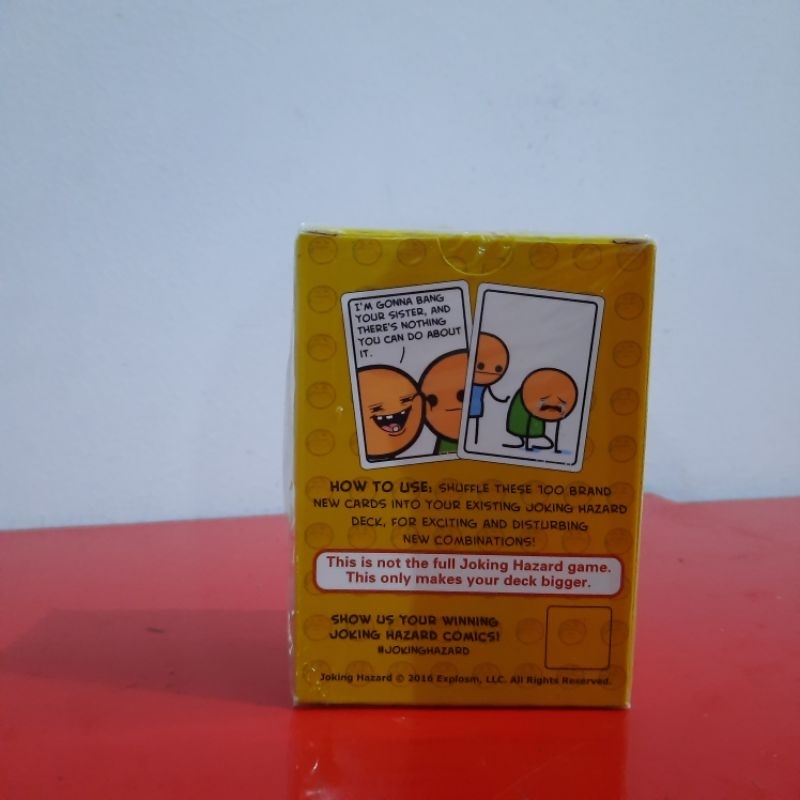 I'M GONNA BANG
YOUR SISTER, AND
THERE'S NOTHING
YOU CAN DO ABOUT
IT.
HOW TO USE: SHUFFLE THESE 100 BRAND
NEW CARDS INTO YOUR EXISTING JOKING HAZARD
DECK, FOR EXCITING AND DISTURBING
NEW COMBINATIONS!
This is not the full Joking Hazard game.
This only makes your deck bigger.
SHOW US YOUR WINNING
JOKING HAZARD COMICS!
#JOKINGHAZARD
Joking Hazard © 2016 Explosm, LLC. All Rights Reserved.